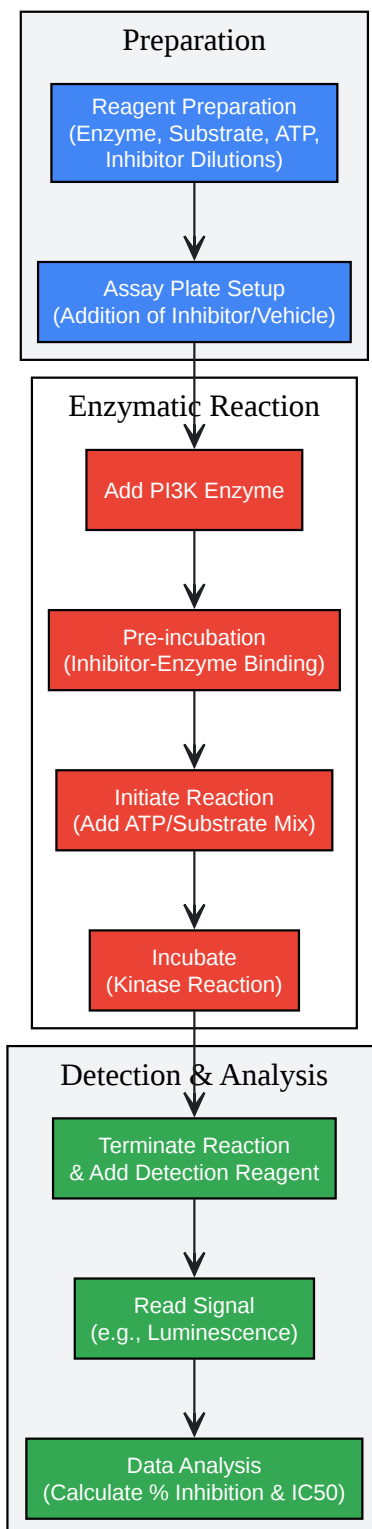 Preparation
Reagent Preparation
(Enzyme, Substrate, ATP,
Inhibitor Dilutions)
Assay Plate Setup
(Addition of Inhibitor/Vehicle)
Enzymatic Reaction
Add PI3K Enzyme
Pre-incubation
(Inhibitor-Enzyme Binding)
Initiate Reaction
(Add ATP/Substrate Mix)
Incubate
(Kinase Reaction)
Detection & Analysis
Terminate Reaction
& Add Detection Reagent
Read Signal
(e.g., Luminescence)
Data Analysis
(Calculate % Inhibition & IC50)